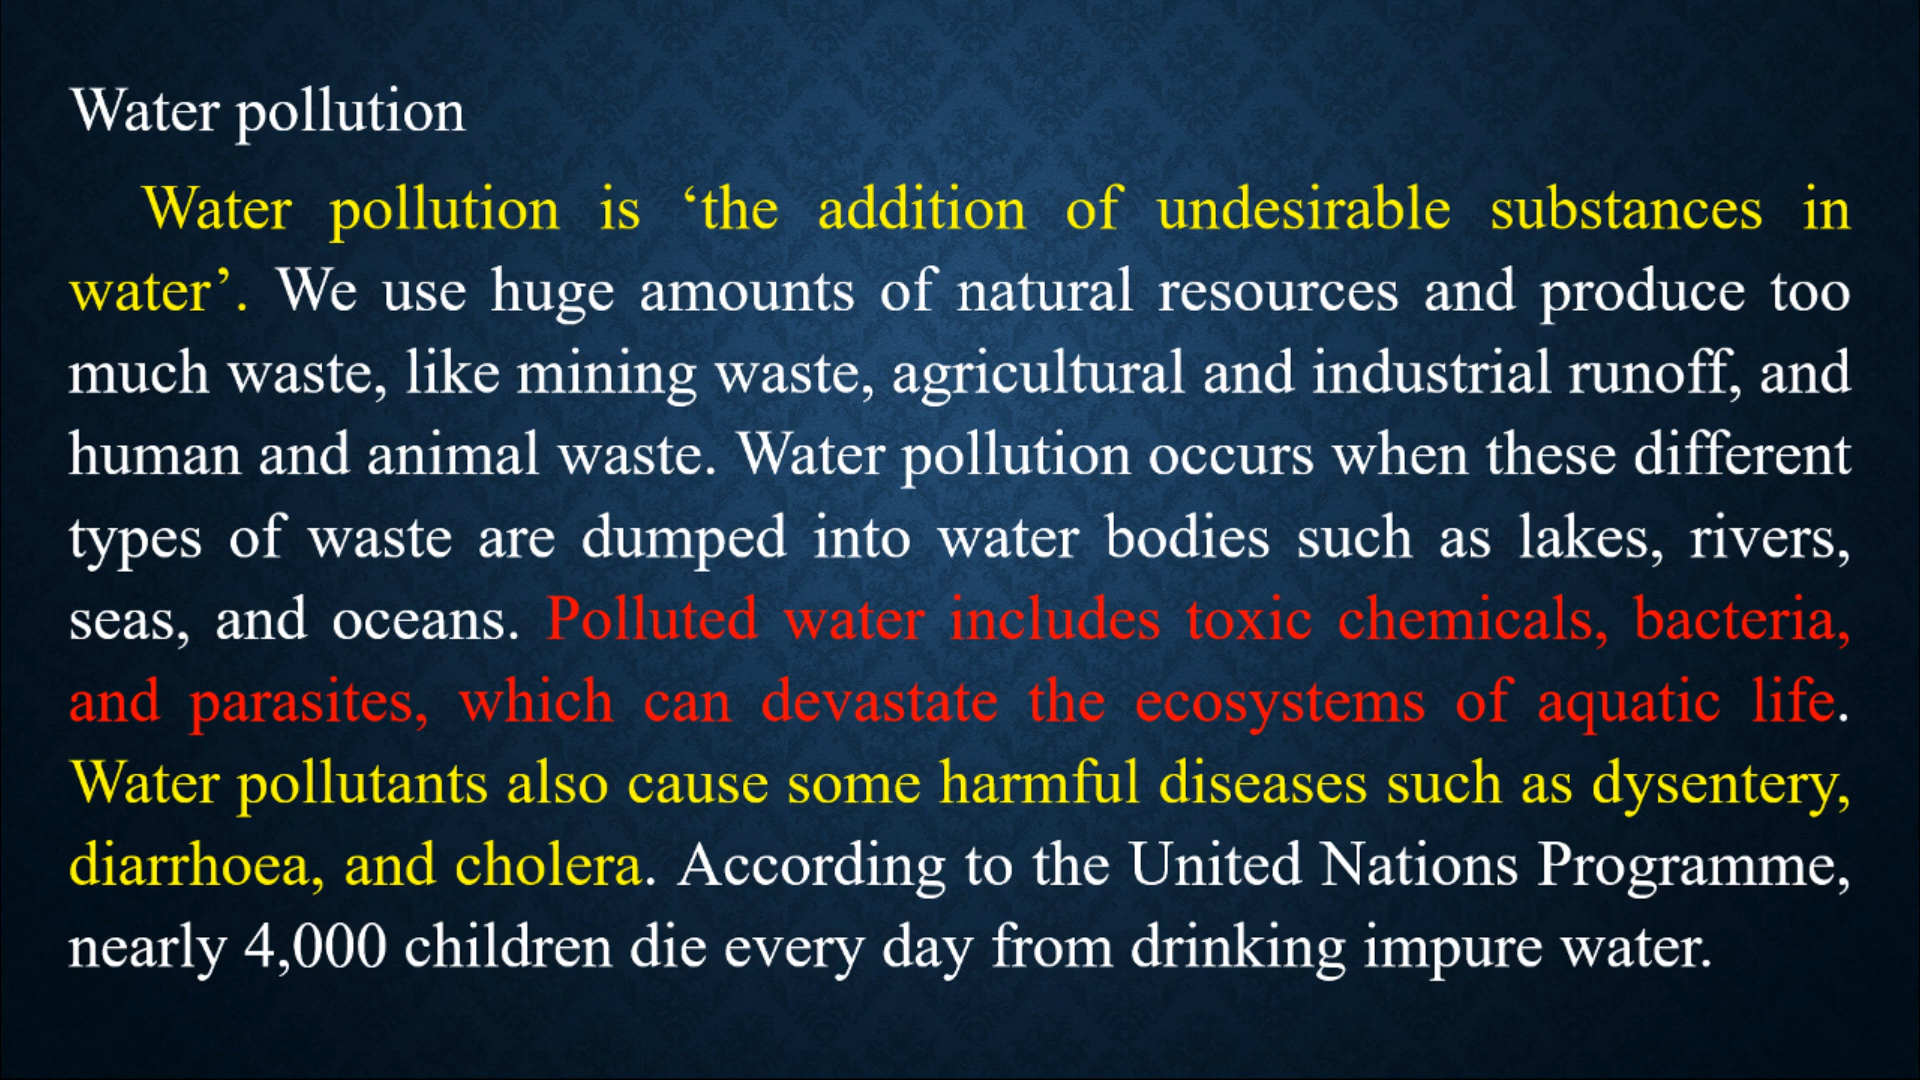 Water pollution
Water pollution is ‘the addition of undesirable substances in
water’. We use huge amounts of natural resources and produce too
much waste, like mining waste, agricultural and industrial runoff, and
human and animal waste. Water pollution occurs when these different
types of waste are dumped into water bodies such as lakes, rivers,
seas, and oceans. Polluted water includes toxic chemicals, bacteria,
and parasites, which can devastate the ecosystems of aquatic life.
Water pollutants also cause some harmful diseases such as dysentery,
diarrhoea, and cholera. According to the United Nations Programme,
nearly 4,000 children die every day from drinking impure water.